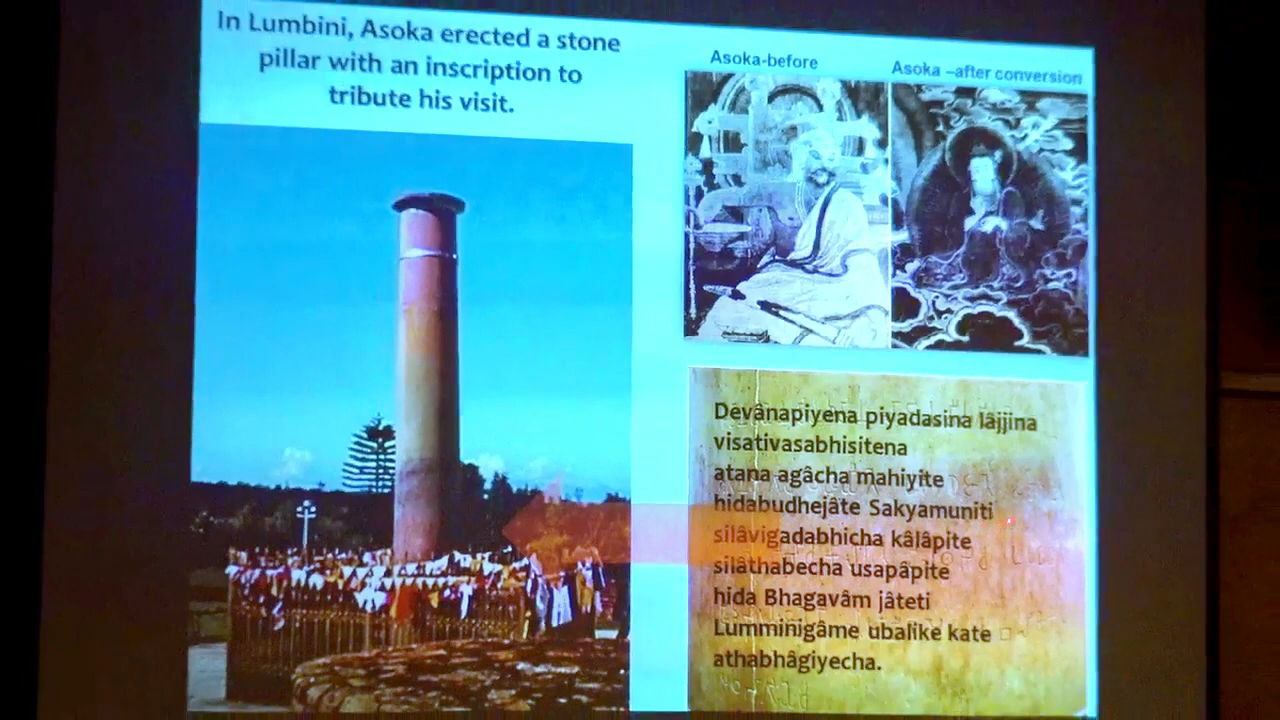 In Lumbini, Asoka erected a stone
pillar with an inscription to
tribute his visit.
Asoka-before
Asoka –after conversion
Devânapiyena piyadasina lâjjina
visativasabhisitena
atana agâcha mahiyite
hidabudhejâte Sakyamuniti
silâvigadabhicha kâlâpite
silâthabecha usapâpite
hida Bhagavâm jâteti
Lumminigâme ubalike kate
athabhâgiyecha.